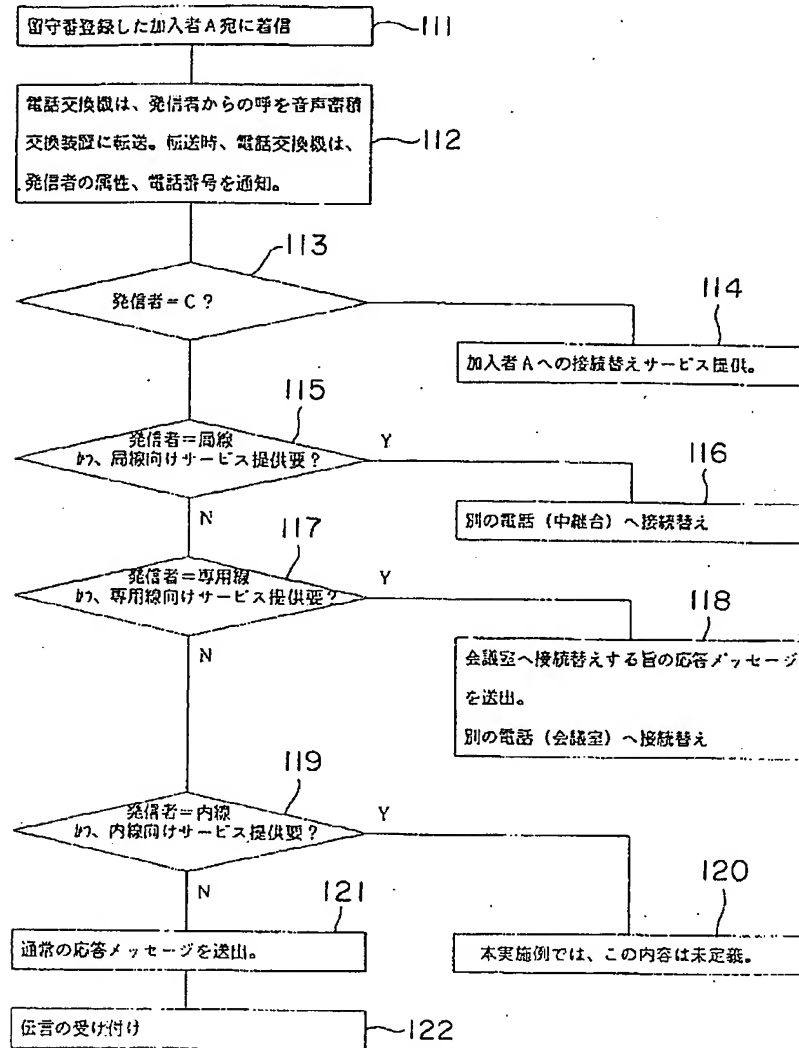 留守番登録した加入者A宛に着信
111
電話交換機は、発信者からの呼を音声蓄積
交換装置に転送。転送時、電話交換機は、
発信者の属性、電話番号を通知。
112
113
発信者=C?
114
加入者Aへの接続替えサービス提供。
115
発信者=局線
かつ、局線向けサービス提供要?
Y
N
116
別の電話(中継台)へ接続替え
117
発信者=専用線
かつ、専用線向けサービス提供要?
Y
N
118
会議室へ接続替えする旨の応答メッセージ
を送出。
別の電話(会議室)へ接続替え
119
発信者=内線
かつ、内線向けサービス提供要?
Y
N
120
本実施例では、この内容は未定義。
121
通常の応答メッセージを送出。
伝言の受け付け
122